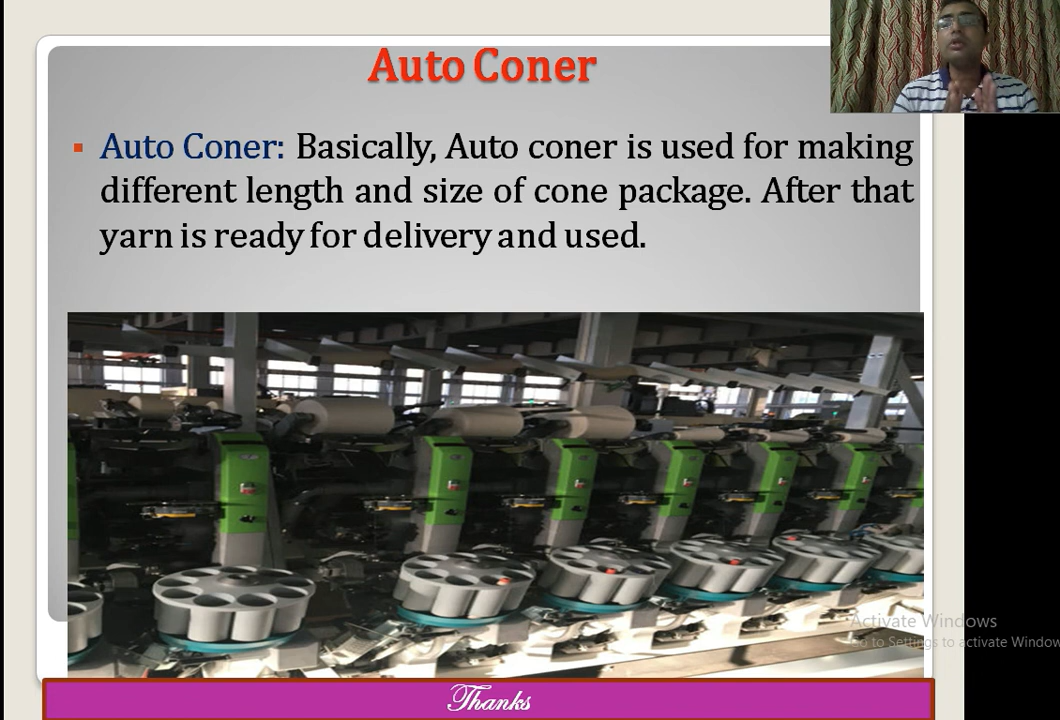 Auto Coner
Auto Coner: Basically, Auto coner is used for making
different length and size of cone package. After that
yarn is ready for delivery and used.
Activate Windows
Go to Settings to activate Window
Thanks